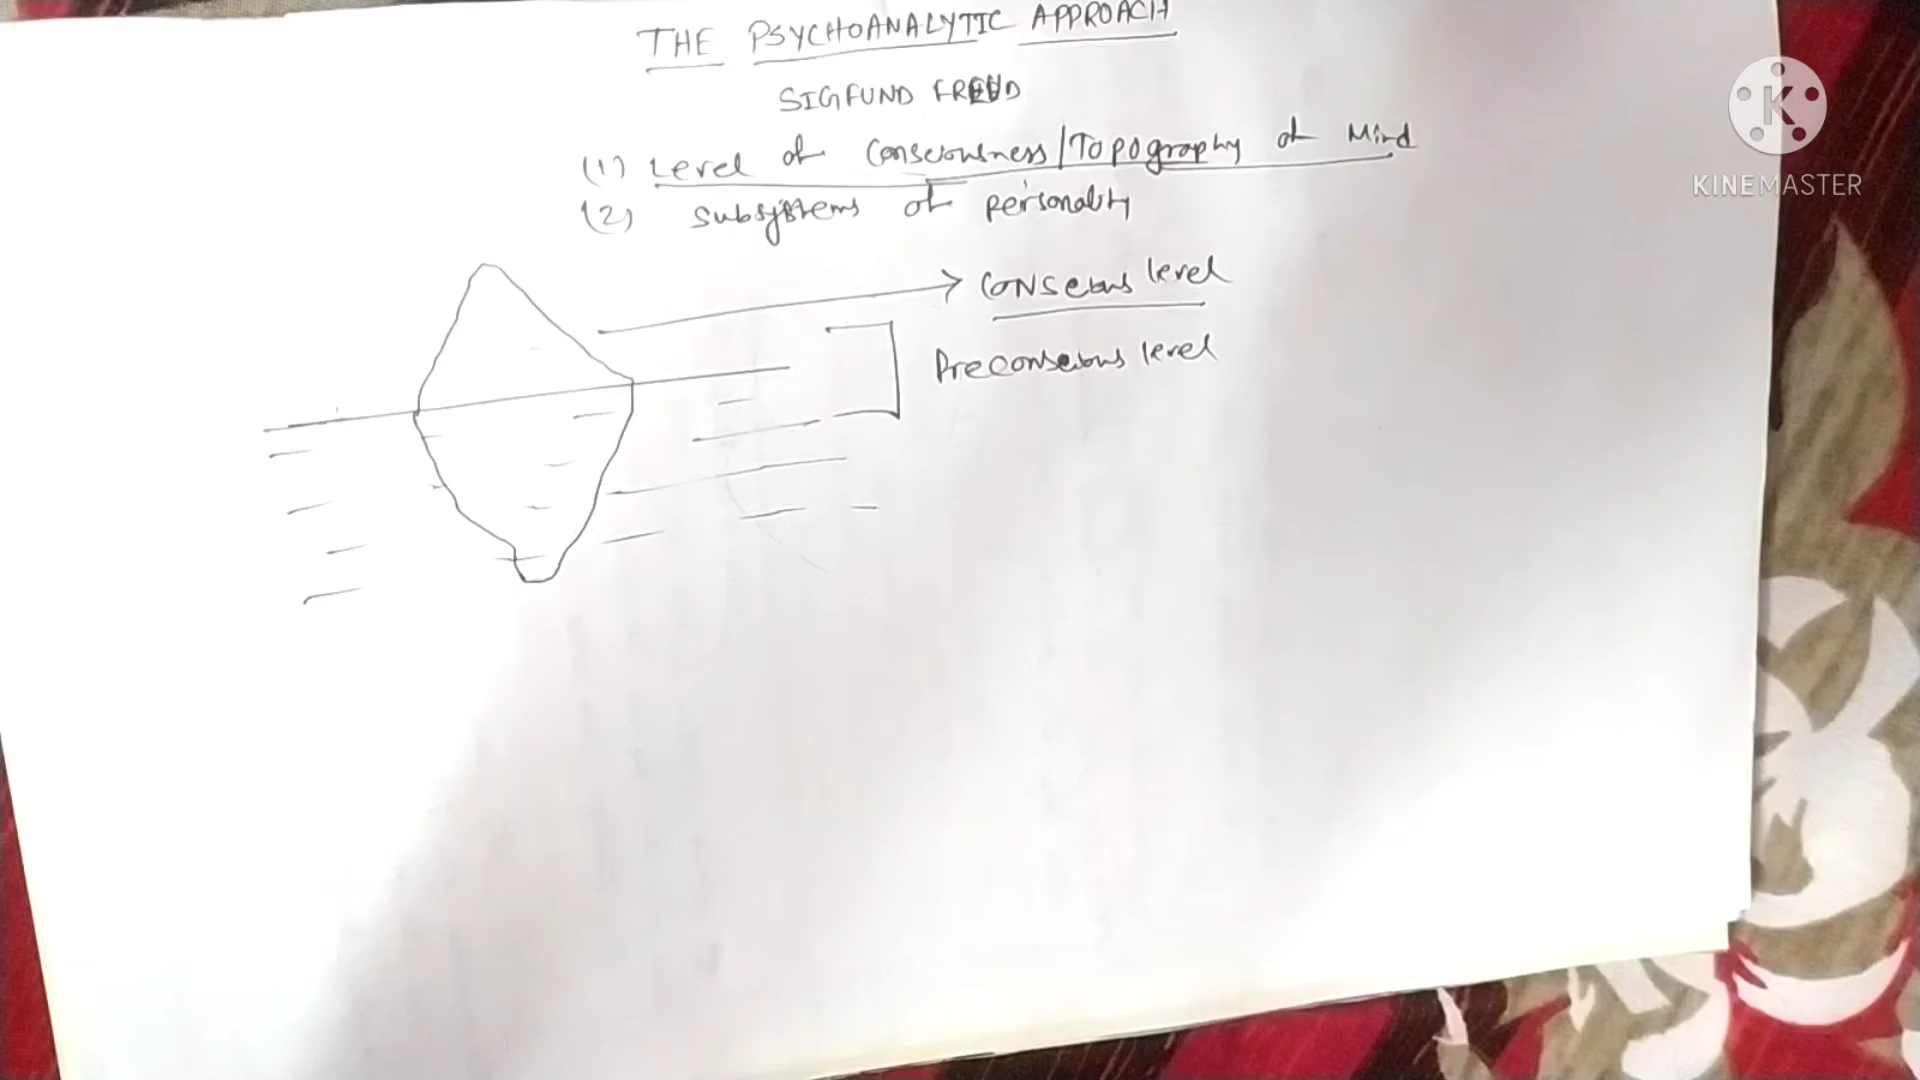 THE PSYCHOANALYTIC APPROACH
SIGFUND FREUD
(1) Level of Consciousness/Topography of Mind
(2) subsystems of personality
Conscious level
Preconscious level
KINEMASTER